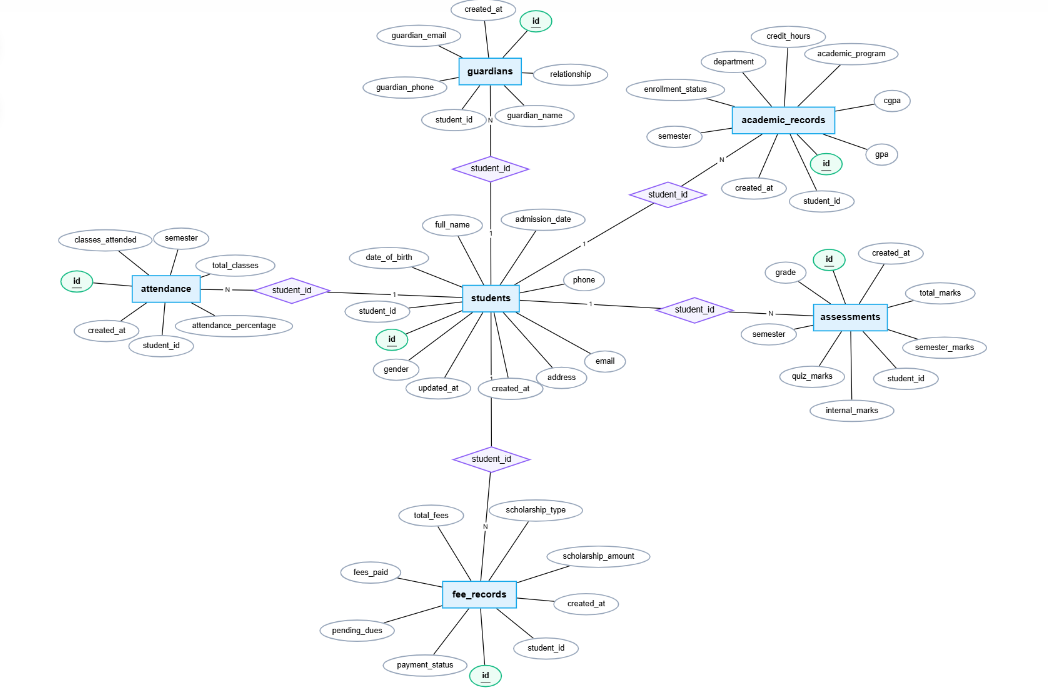 created_at
id
guardian_email
guardians
relationship
guardian_phone
student_id
N
guardian_name
student_id
1
credit_hours
department
academic_program
enrollment_status
cgpa
academic_records
semester
gpa
id
created_at
student_id
N
student_id
1
full_name
admission_date
date_of_birth
phone
student_id
students
id
gender
updated_at
created_at
address
email
1
classes_attended
semester
total_classes
id
attendance
created_at
student_id
attendance_percentage
N
student_id
1
1
student_id
N
id
created_at
grade
total_marks
assessments
semester
semester_marks
quiz_marks
student_id
internal_marks
student_id
N
total_fees
scholarship_type
scholarship_amount
fees_paid
fee_records
created_at
pending_dues
student_id
payment_status
id